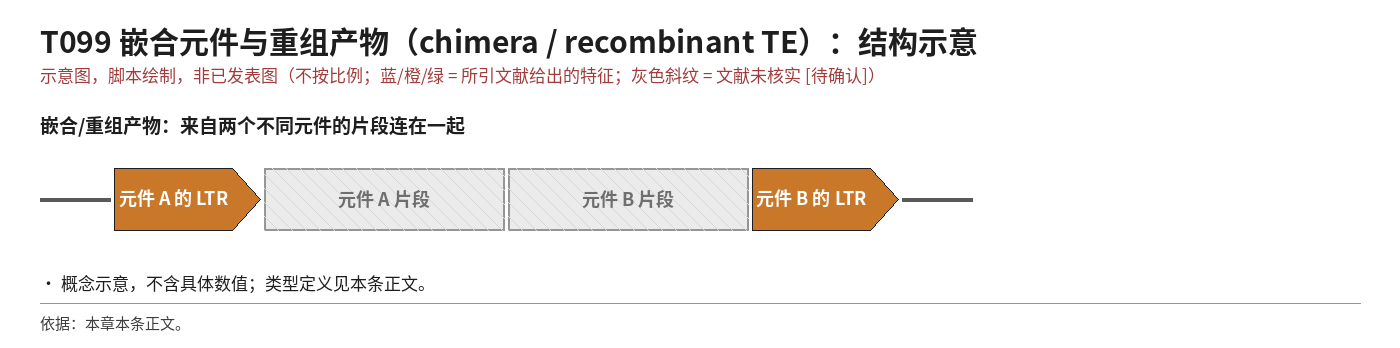 T099 嵌合元件与重组产物（chimera / recombinant TE）：结构示意
示意图，脚本绘制，非已发表图（不按比例；蓝/橙/绿 = 所引文献给出的特征；灰色斜纹 = 文献未核实 [待确认]）
嵌合/重组产物：来自两个不同元件的片段连在一起
元件 A 的 LTR
元件 A 片段
元件 B 片段
元件 B 的 LTR
・ 概念示意，不含具体数值；类型定义见本条正文。
依据：本章本条正文。